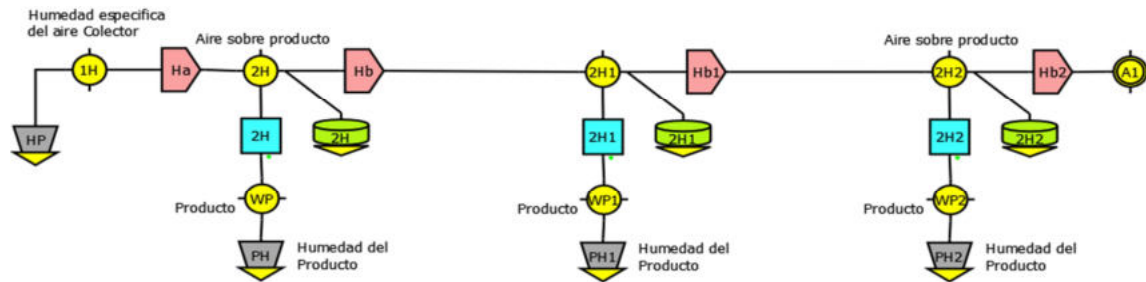 Humedad especifica
del aire Colector
Aire sobre producto
Aire sobre producto
1H
Ha
2H
Hb
2H1
Hb1
2H2
Hb2
A1
HP
2H
2H
2H1
2H1
2H2
2H2
Producto
WP
Producto
WP1
Producto
WP2
PH
Humedad del
Producto
PH1
Humedad del
Producto
PH2
Humedad del
Producto